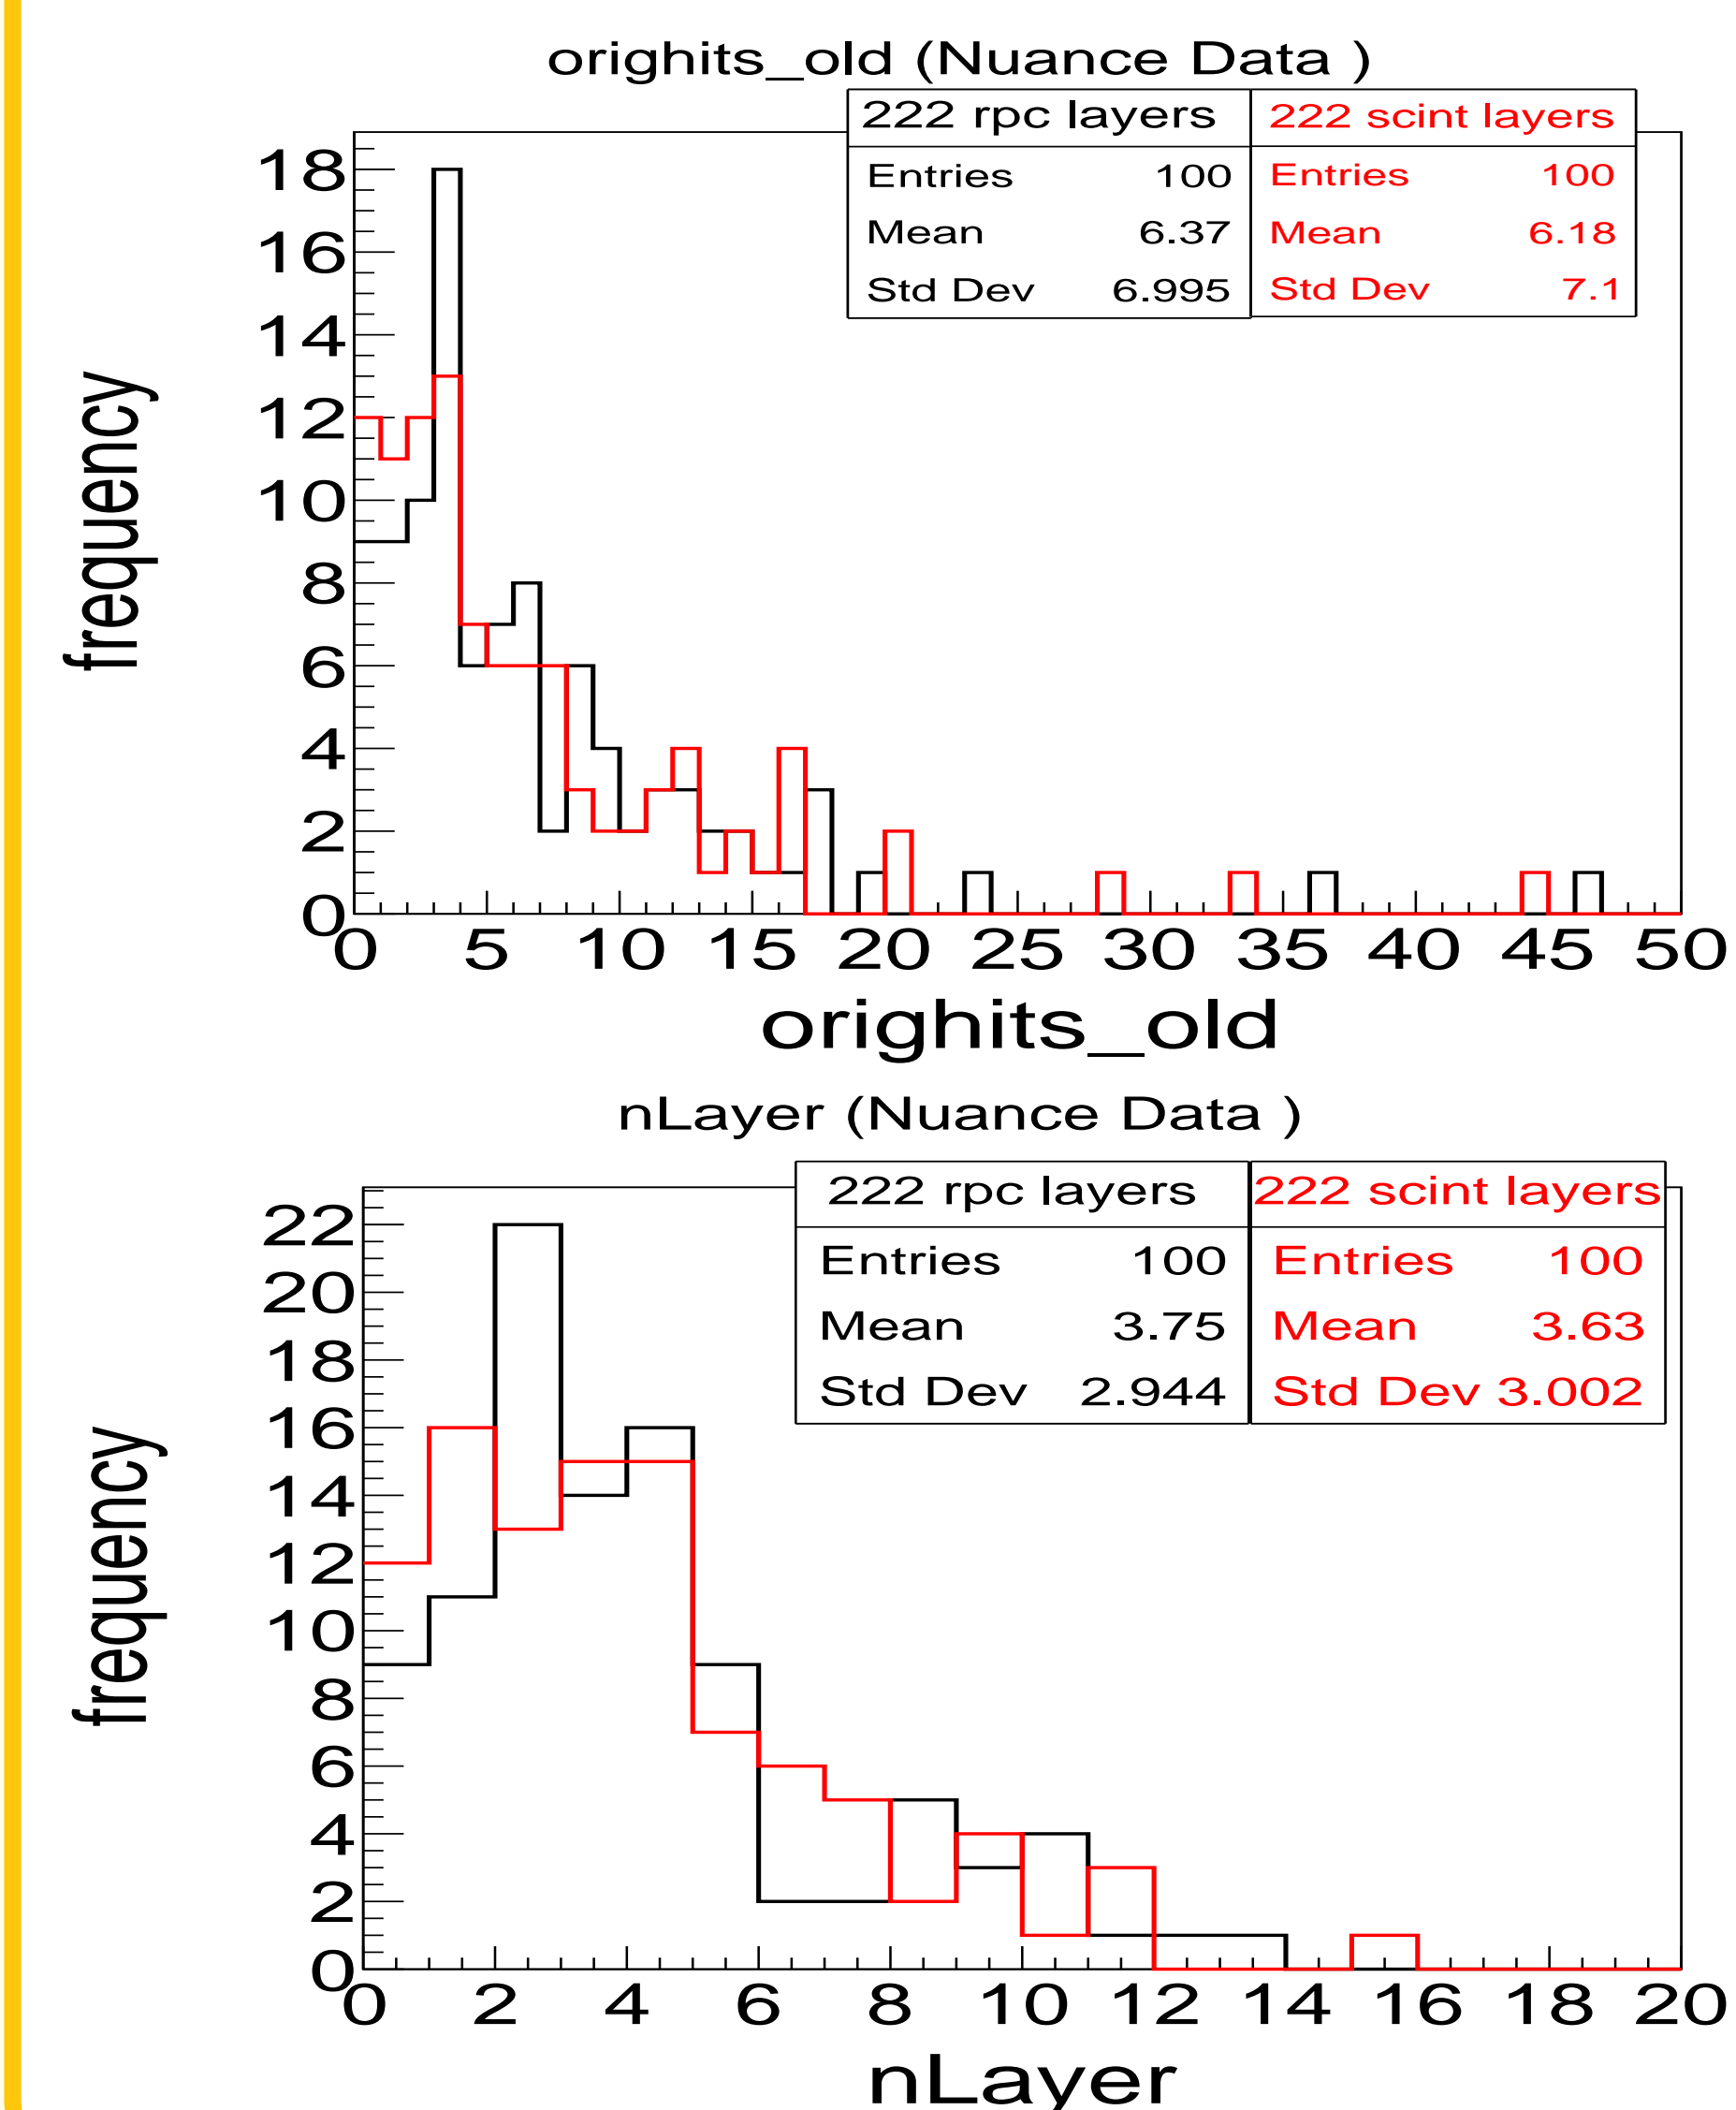 orighits_old (Nuance Data )
222 rpc layers 222 scint layers
Entries 100 Entries 100
Mean 6.37 Mean 6.18
Std Dev 6.995 Std Dev 7.1
18
16
14
12
10
8
6
4
2
0
frequency
0 5 10 15 20 25 30 35 40 45 50
orighits_old
nLayer (Nuance Data )
222 rpc layers 222 scint layers
Entries 100 Entries 100
Mean 3.75 Mean 3.63
Std Dev 2.944 Std Dev 3.002
22
20
18
16
14
12
10
8
6
4
2
0
frequency
0 2 4 6 8 10 12 14 16 18 20
nLayer